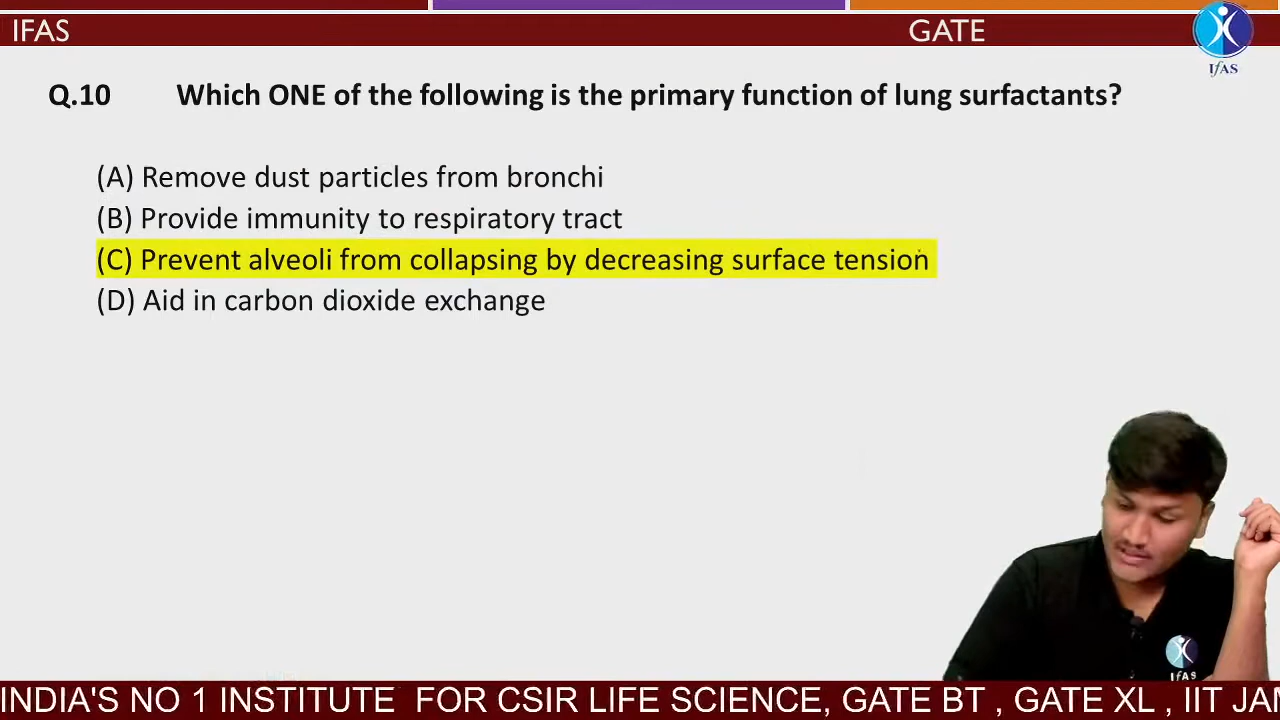 IFAS GATE
IfAS
Q.10 Which ONE of the following is the primary function of lung surfactants?
(A) Remove dust particles from bronchi
(B) Provide immunity to respiratory tract
(C) Prevent alveoli from collapsing by decreasing surface tension
(D) Aid in carbon dioxide exchange
IfAS
INDIA'S NO 1 INSTITUTE FOR CSIR LIFE SCIENCE, GATE BT , GATE XL , IIT JAN